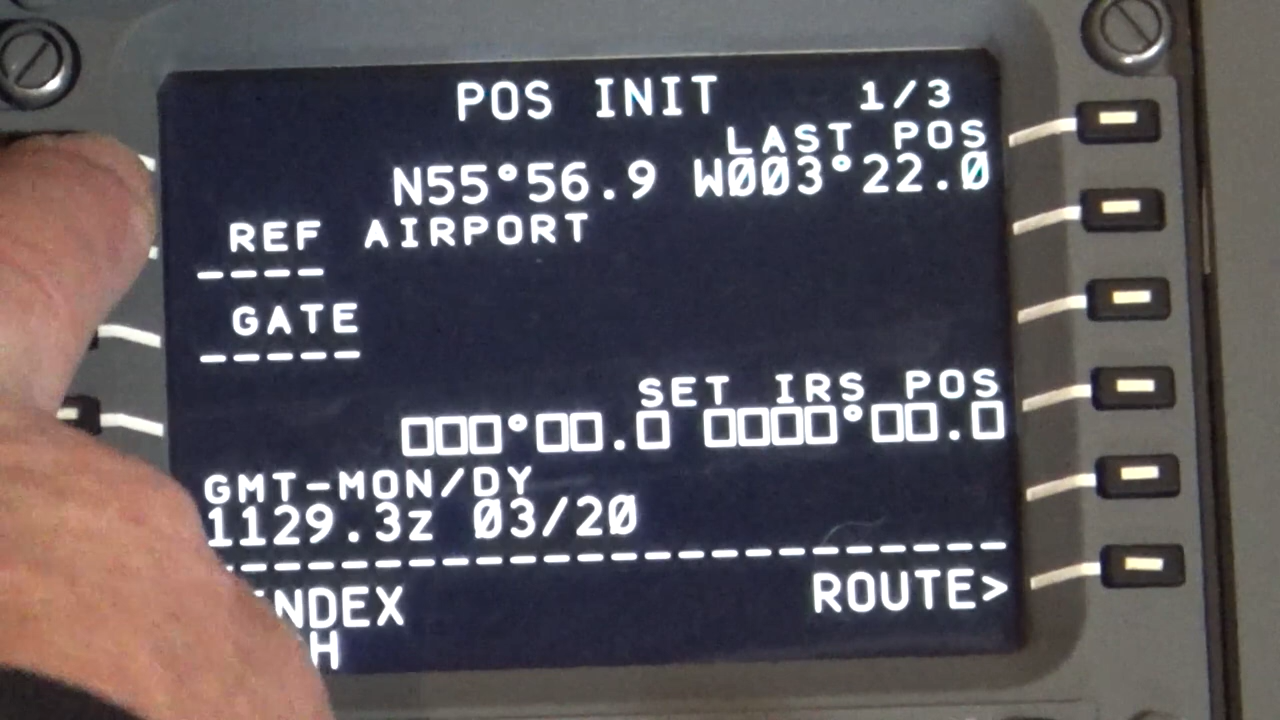 POS INIT 1/3
LAST POS
N55°56.9 W003°22.0
REF AIRPORT
----
GATE
-----
SET IRS POS
□□□°□□.□ □□□□°□□.□
GMT-MON/DY
1129.3z 03/20
------------------------
ROUTE>